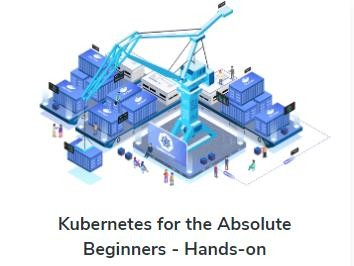 Kubernetes for the Absolute
Beginners - Hands-on